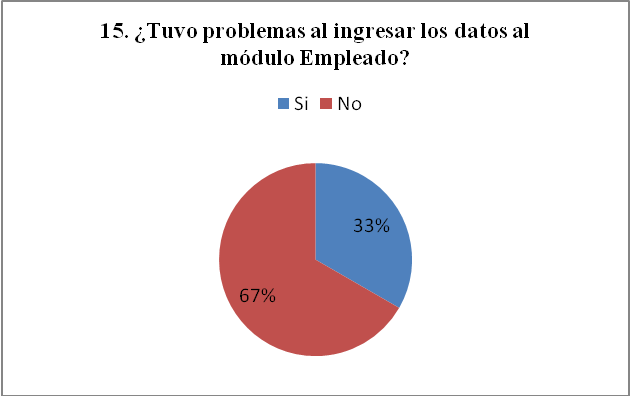 15. ¿Tuvo problemas al ingresar los datos al
módulo Empleado?
Si No
33%
67%